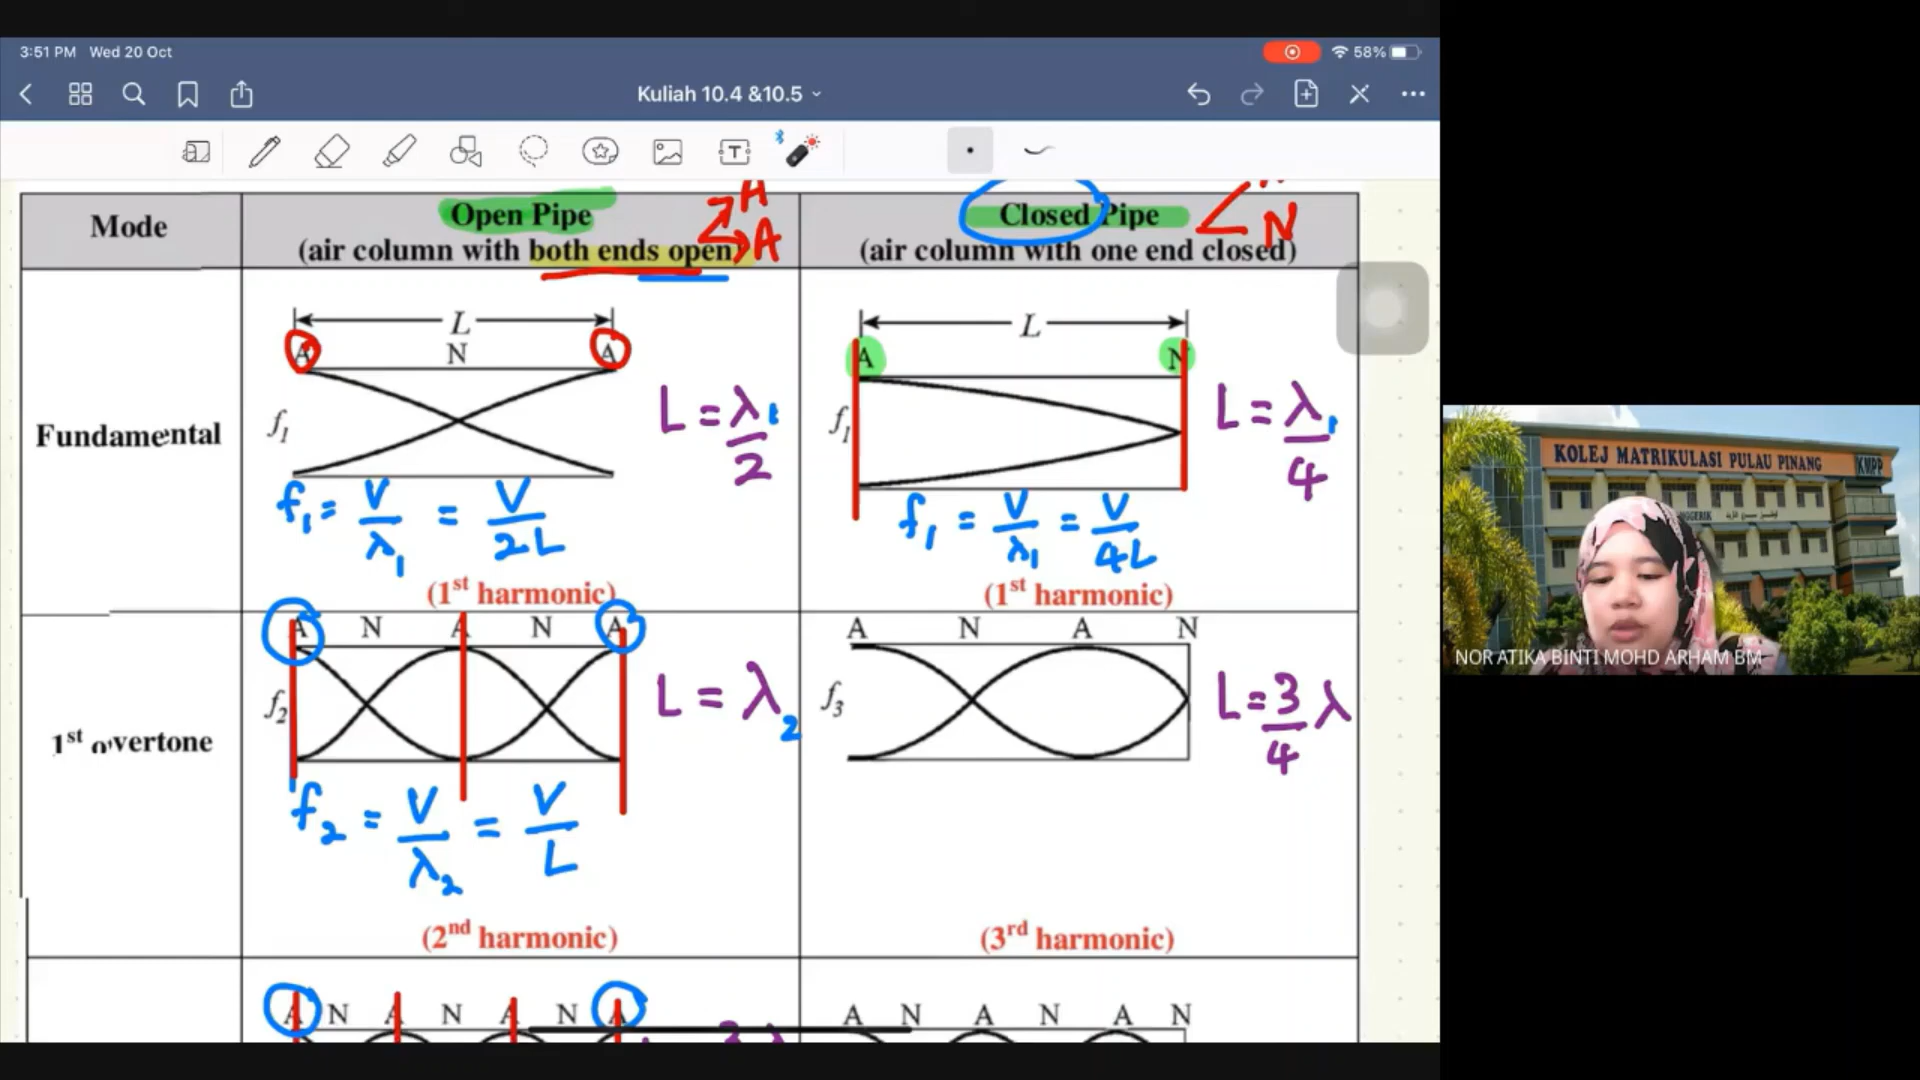 3:51 PM Wed 20 Oct
58%
Kuliah 10.4 &10.5
Mode
Open Pipe
(air column with both ends open)
A
A
Closed Pipe
(air column with one end closed)
N
Fundamental
L
A N A
f1
L = λ1/2
f1 = V/λ1 = V/2L
(1st harmonic)
L
A N
f1
L = λ1/4
f1 = V/λ1 = V/4L
(1st harmonic)
1st overtone
A N A N A
f2
L = λ2
f2 = V/λ2 = V/L
(2nd harmonic)
A N A N
f3
L = 3/4 λ
(3rd harmonic)
A N A N A N A
A N A N A N
KOLEJ MATRIKULASI PULAU PINANG
KMPP
NOR ATIKA BINTI MOHD ARHAM BM